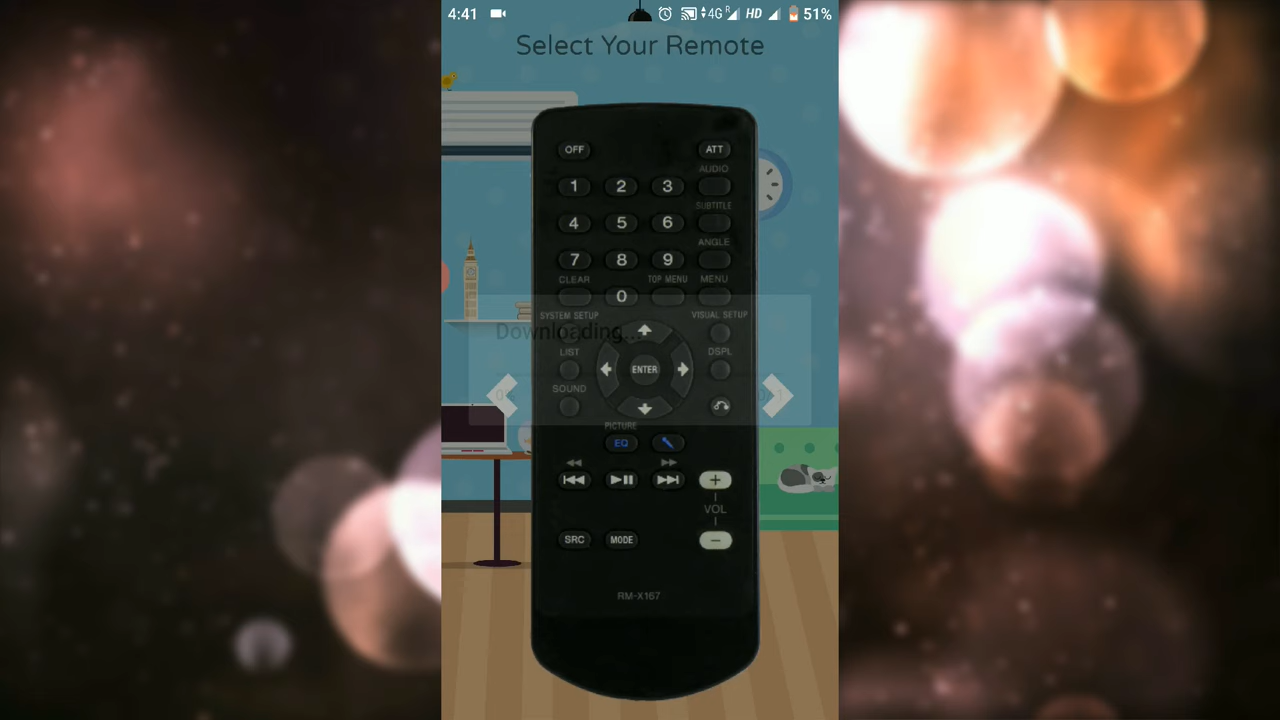 4:41 4G R HD 51%
Select Your Remote
OFF ATT
AUDIO
1 2 3
SUBTITLE
4 5 6
ANGLE
7 8 9
CLEAR TOP MENU MENU
0
SYSTEM SETUP VISUAL SETUP
Downloading...
LIST DSPL
ENTER
SOUND
PICTURE
EQ
+
VOL
-
SRC MODE
RM-X167